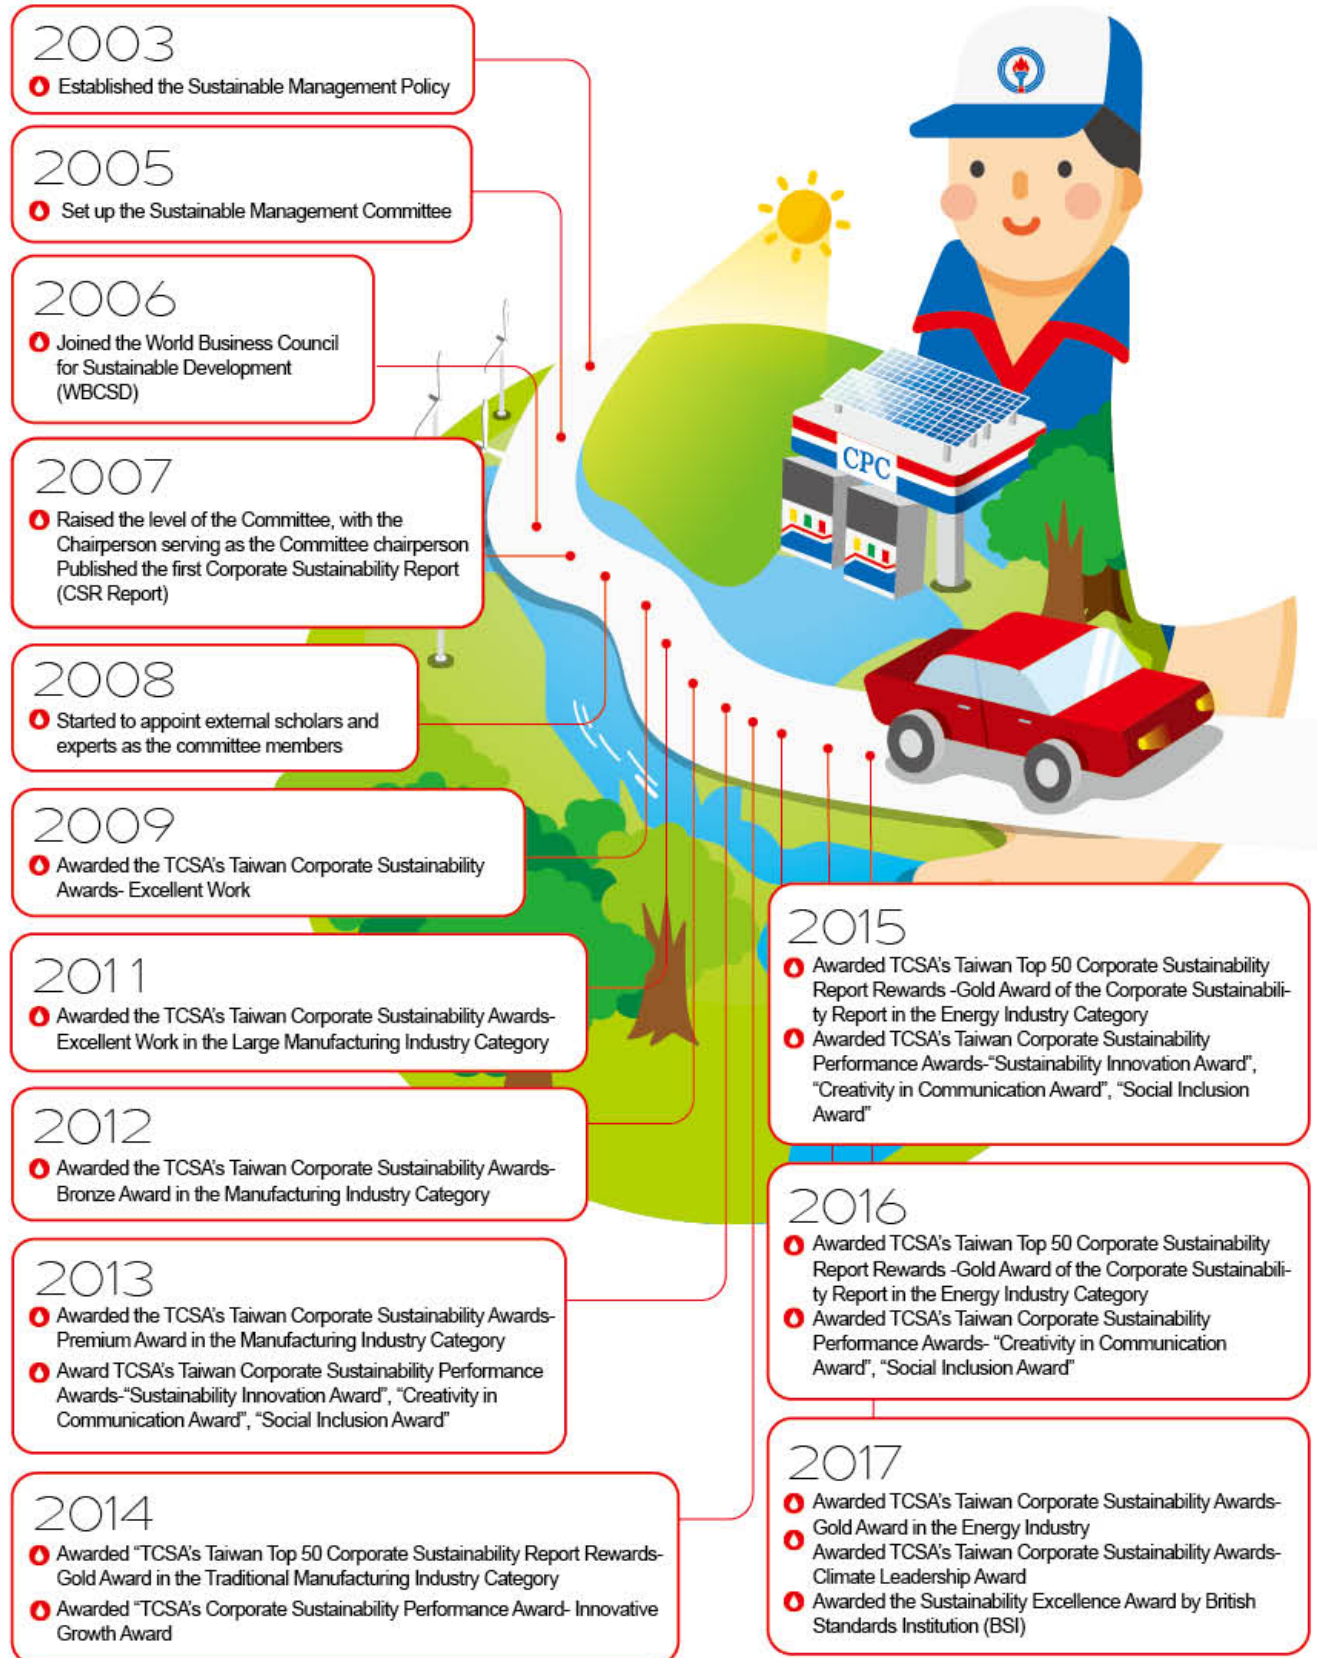 2003
Established the Sustainable Management Policy
2005
Set up the Sustainable Management Committee
2006
Joined the World Business Council
for Sustainable Development
(WBCSD)
2007
Raised the level of the Committee, with the
Chairperson serving as the Committee chairperson
Published the first Corporate Sustainability Report
(CSR Report)
2008
Started to appoint external scholars and
experts as the committee members
2009
Awarded the TCSA's Taiwan Corporate Sustainability
Awards- Excellent Work
2011
Awarded the TCSA's Taiwan Corporate Sustainability Awards-
Excellent Work in the Large Manufacturing Industry Category
2012
Awarded the TCSA's Taiwan Corporate Sustainability Awards-
Bronze Award in the Manufacturing Industry Category
2013
Awarded the TCSA's Taiwan Corporate Sustainability Awards-
Premium Award in the Manufacturing Industry Category
Award TCSA's Taiwan Corporate Sustainability Performance
Awards-“Sustainability Innovation Award”, “Creativity in
Communication Award”, “Social Inclusion Award”
2014
Awarded “TCSA's Taiwan Top 50 Corporate Sustainability Report Rewards-
Gold Award in the Traditional Manufacturing Industry Category
Awarded “TCSA's Corporate Sustainability Performance Award- Innovative
Growth Award
CPC
2015
Awarded TCSA's Taiwan Top 50 Corporate Sustainability
Report Rewards -Gold Award of the Corporate Sustainabili-
ty Report in the Energy Industry Category
Awarded TCSA's Taiwan Corporate Sustainability
Performance Awards-“Sustainability Innovation Award”,
“Creativity in Communication Award”, “Social Inclusion
Award”
2016
Awarded TCSA's Taiwan Top 50 Corporate Sustainability
Report Rewards -Gold Award of the Corporate Sustainabili-
ty Report in the Energy Industry Category
Awarded TCSA's Taiwan Corporate Sustainability
Performance Awards- “Creativity in Communication
Award”, “Social Inclusion Award”
2017
Awarded TCSA's Taiwan Corporate Sustainability Awards-
Gold Award in the Energy Industry
Awarded TCSA's Taiwan Corporate Sustainability Awards-
Climate Leadership Award
Awarded the Sustainability Excellence Award by British
Standards Institution (BSI)